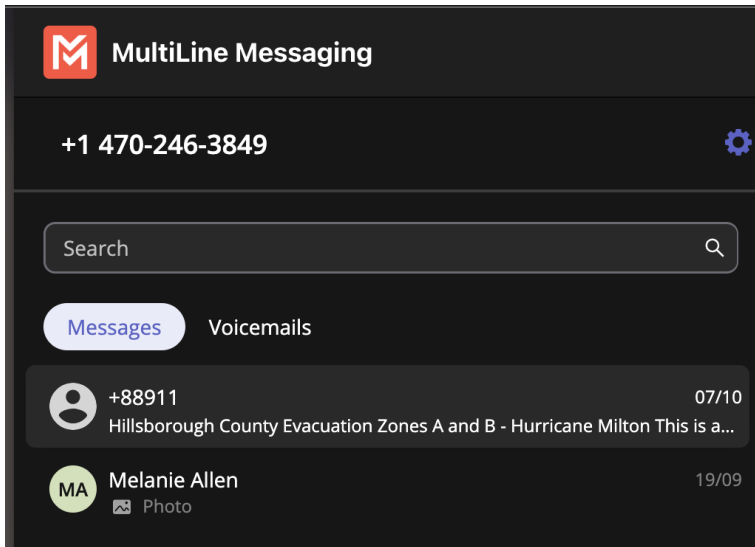 MultiLine Messaging
+1 470-246-3849
Search
Messages Voicemails
+88911 07/10
Hillsborough County Evacuation Zones A and B - Hurricane Milton This is a...
MA Melanie Allen 19/09
Photo